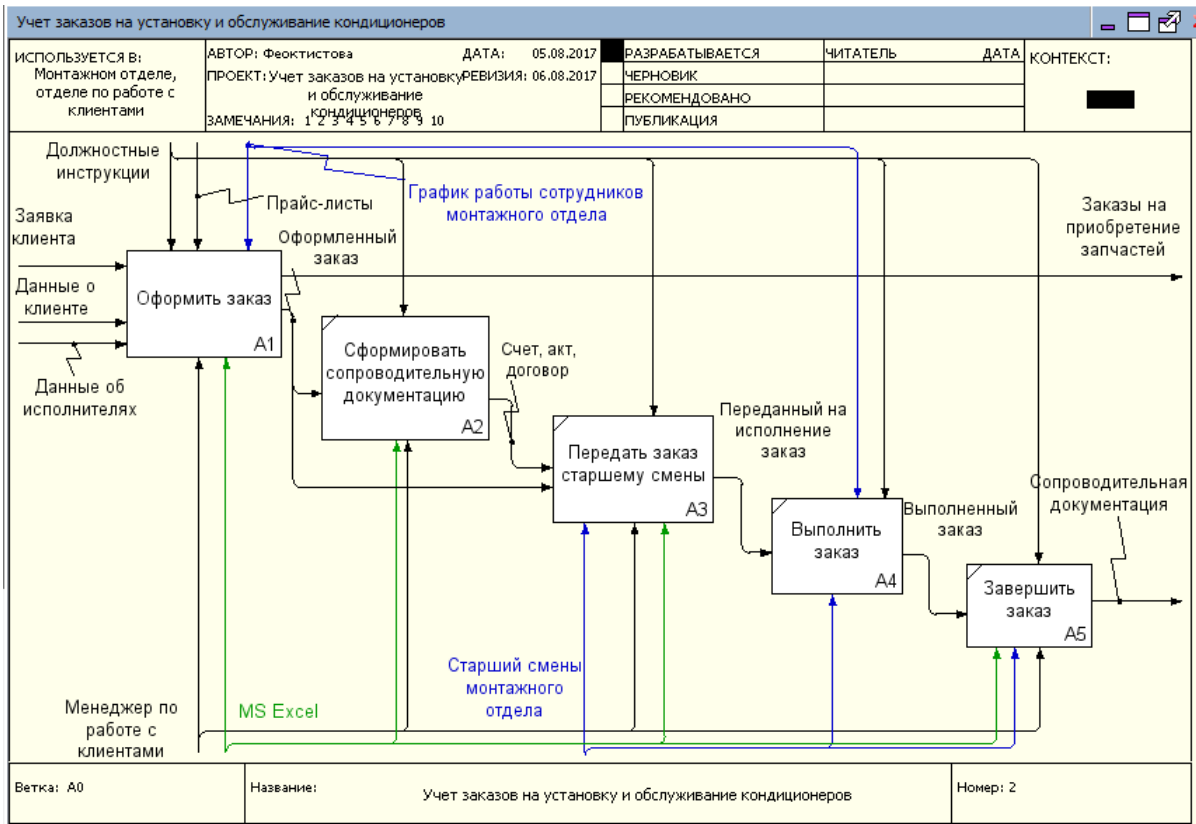 Учет заказов на установку и обслуживание кондиционеров
ИСПОЛЬЗУЕТСЯ В:
Монтажном отделе,
отделе по работе с
клиентами
АВТОР: Феоктистова
ДАТА: 05.08.2017
ПРОЕКТ: Учет заказов на установку
и обслуживание
кондиционеров
РЕВИЗИЯ: 06.08.2017
ЗАМЕЧАНИЯ: 1 2 3 4 5 6 7 8 9 10
РАЗРАБАТЫВАЕТСЯ
ЧЕРНОВИК
РЕКОМЕНДОВАНО
ПУБЛИКАЦИЯ
ЧИТАТЕЛЬ
ДАТА
КОНТЕКСТ:
Должностные
инструкции
Прайс-листы
График работы сотрудников
монтажного отдела
Заявка
клиента
Оформленный
заказ
Заказы на
приобретение
запчастей
Данные о
клиенте
Оформить заказ
A1
Данные об
исполнителях
Сформировать
сопроводительную
документацию
A2
Счет, акт,
договор
Передать заказ
старшему смены
A3
Переданный на
исполнение
заказ
Выполнить
заказ
A4
Выполненный
заказ
Сопроводительная
документация
Завершить
заказ
A5
Старший смены
монтажного
отдела
MS Excel
Менеджер по
работе с
клиентами
Ветка: A0
Название:
Учет заказов на установку и обслуживание кондиционеров
Номер: 2